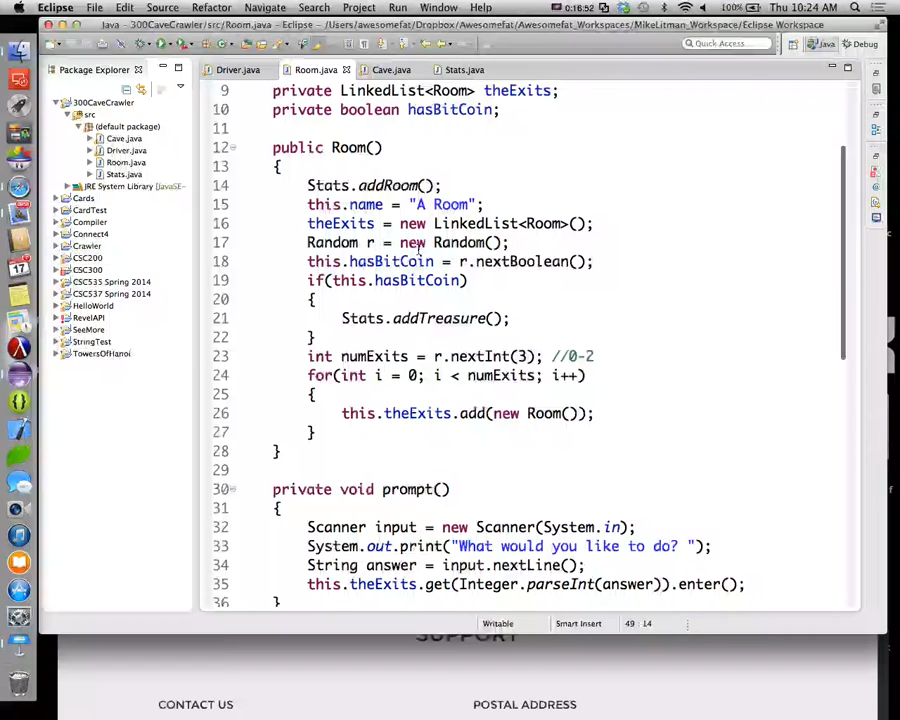 Eclipse File Edit Source Refactor Navigate Search Project Run Window Help 0:16:52 100% Thu 10:24 AM
Java - 300CaveCrawler/src/Room.java - Eclipse - /Users/awesomefat/Dropbox/Awesomefat_Workspaces/MikeLitman_Workspace/Eclipse Workspace
Quick Access
Java
Debug
Package Explorer
300CaveCrawler
src
(default package)
Cave.java
Driver.java
Room.java
Stats.java
JRE System Library [JavaSE-
Cards
CardTest
Compiler
Connect4
Crawler
CSC200
CSC300
CSC535 Spring 2014
CSC537 Spring 2014
HelloWorld
RevelAPI
SeeMore
StringTest
TowersOfHanoi
Driver.java Room.java Cave.java Stats.java
9 private LinkedList<Room> theExits;
10 private boolean hasBitCoin;
11
12 public Room()
13 {
14 Stats.addRoom();
15 this.name = "A Room";
16 theExits = new LinkedList<Room>();
17 Random r = new Random();
18 this.hasBitCoin = r.nextBoolean();
19 if(this.hasBitCoin)
20 {
21 Stats.addTreasure();
22 }
23 int numExits = r.nextInt(3); //0-2
24 for(int i = 0; i < numExits; i++)
25 {
26 this.theExits.add(new Room());
27 }
28 }
29
30 private void prompt()
31 {
32 Scanner input = new Scanner(System.in);
33 System.out.print("What would you like to do? ");
34 String answer = input.nextLine();
35 this.theExits.get(Integer.parseInt(answer)).enter();
36 }
Writable Smart Insert 49 : 14
SUPPORT
CONTACT US
POSTAL ADDRESS